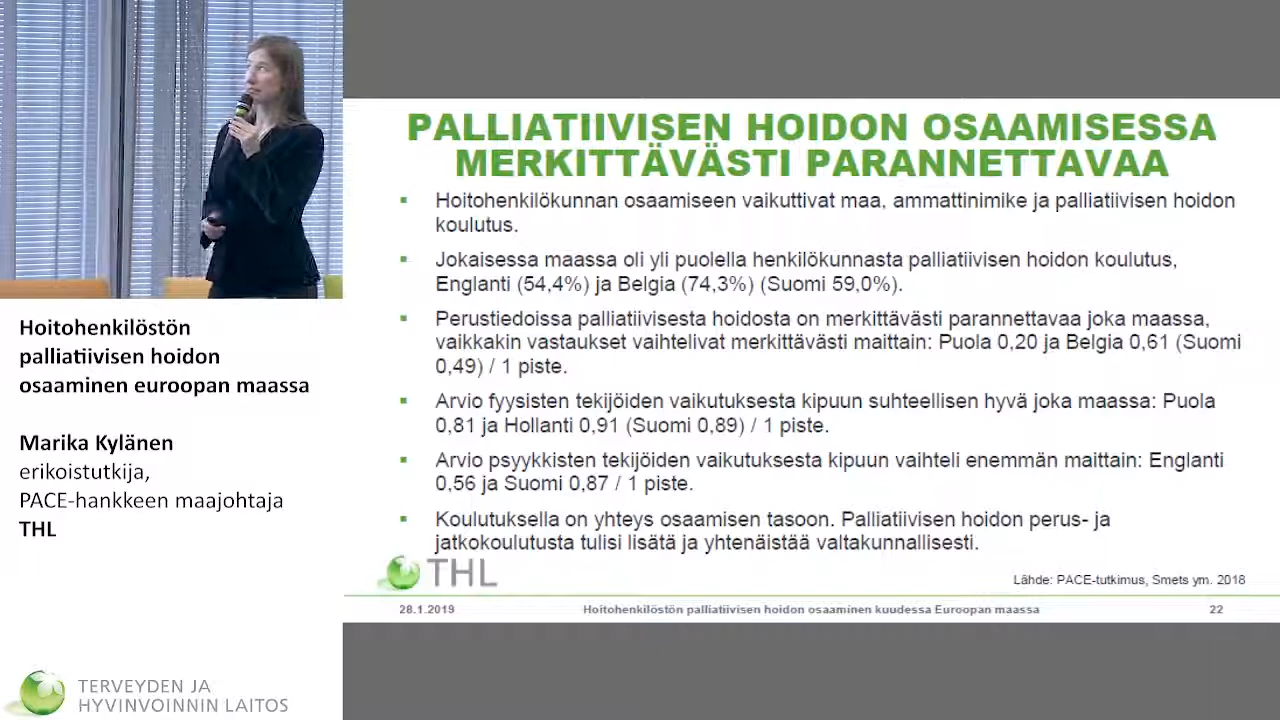 PALLIATIIVISEN HOIDON OSAAMISESSA
MERKITTÄVÄSTI PARANNETTAVAA
Hoitohenkilökunnan osaamiseen vaikuttivat maa, ammattinimike ja palliatiivisen hoidon
koulutus.
Jokaisessa maassa oli yli puolella henkilökunnasta palliatiivisen hoidon koulutus,
Englanti (54,4%) ja Belgia (74,3%) (Suomi 59,0%).
Perustiedoissa palliatiivisesta hoidosta on merkittävästi parannettavaa joka maassa,
vaikkakin vastaukset vaihtelivat merkittävästi maittain: Puola 0,20 ja Belgia 0,61 (Suomi
0,49) / 1 piste.
Arvio fyysisten tekijöiden vaikutuksesta kipuun suhteellisen hyvä joka maassa: Puola
0,81 ja Hollanti 0,91 (Suomi 0,89) / 1 piste.
Arvio psyykkisten tekijöiden vaikutuksesta kipuun vaihteli enemmän maittain: Englanti
0,56 ja Suomi 0,87 / 1 piste.
Koulutuksella on yhteys osaamisen tasoon. Palliatiivisen hoidon perus- ja
jatkokoulutusta tulisi lisätä ja yhtenäistää valtakunnallisesti.
THL
Lähde: PACE-tutkimus, Smets ym. 2018
28.1.2019 Hoitohenkilöstön palliatiivisen hoidon osaaminen kuudessa Euroopan maassa 22
Hoitohenkilöstön
palliatiivisen hoidon
osaaminen euroopan maassa
Marika Kylänen
erikoistutkija,
PACE-hankkeen maajohtaja
THL
TERVEYDEN JA
HYVINVOINNIN LAITOS